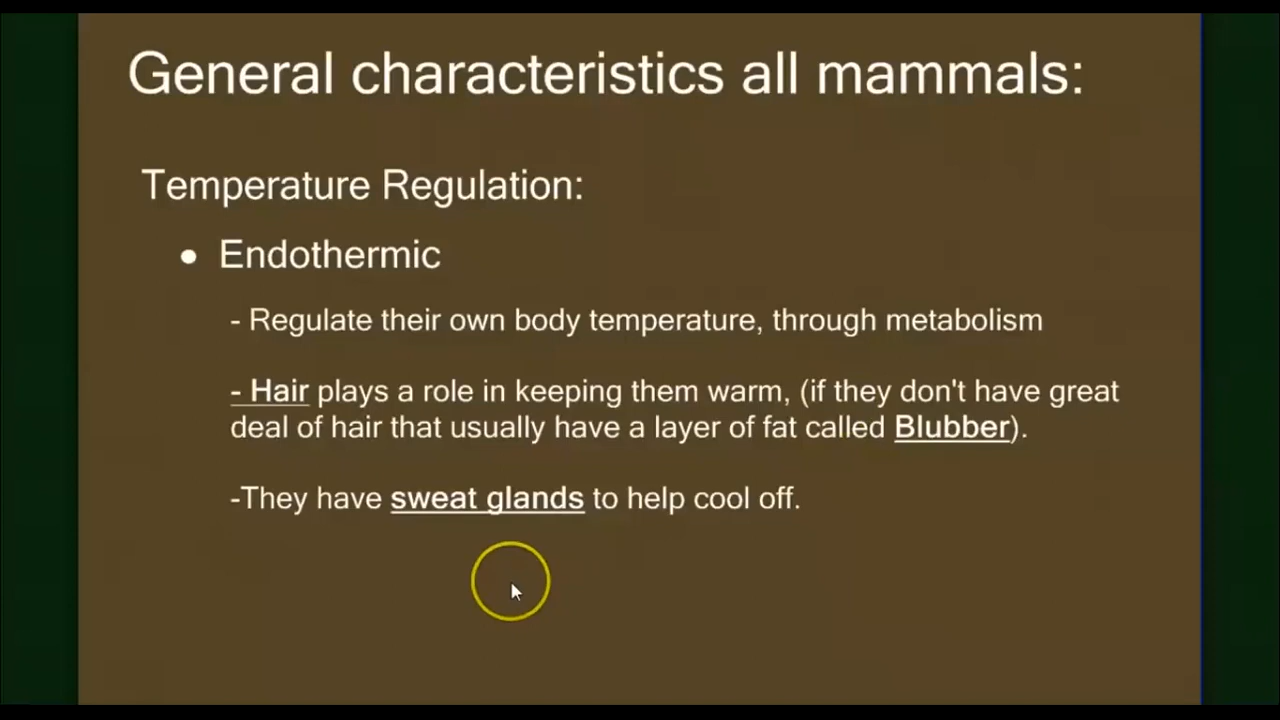 General characteristics all mammals:
Temperature Regulation:
● Endothermic
- Regulate their own body temperature, through metabolism
- Hair plays a role in keeping them warm, (if they don't have great
deal of hair that usually have a layer of fat called Blubber).
-They have sweat glands to help cool off.